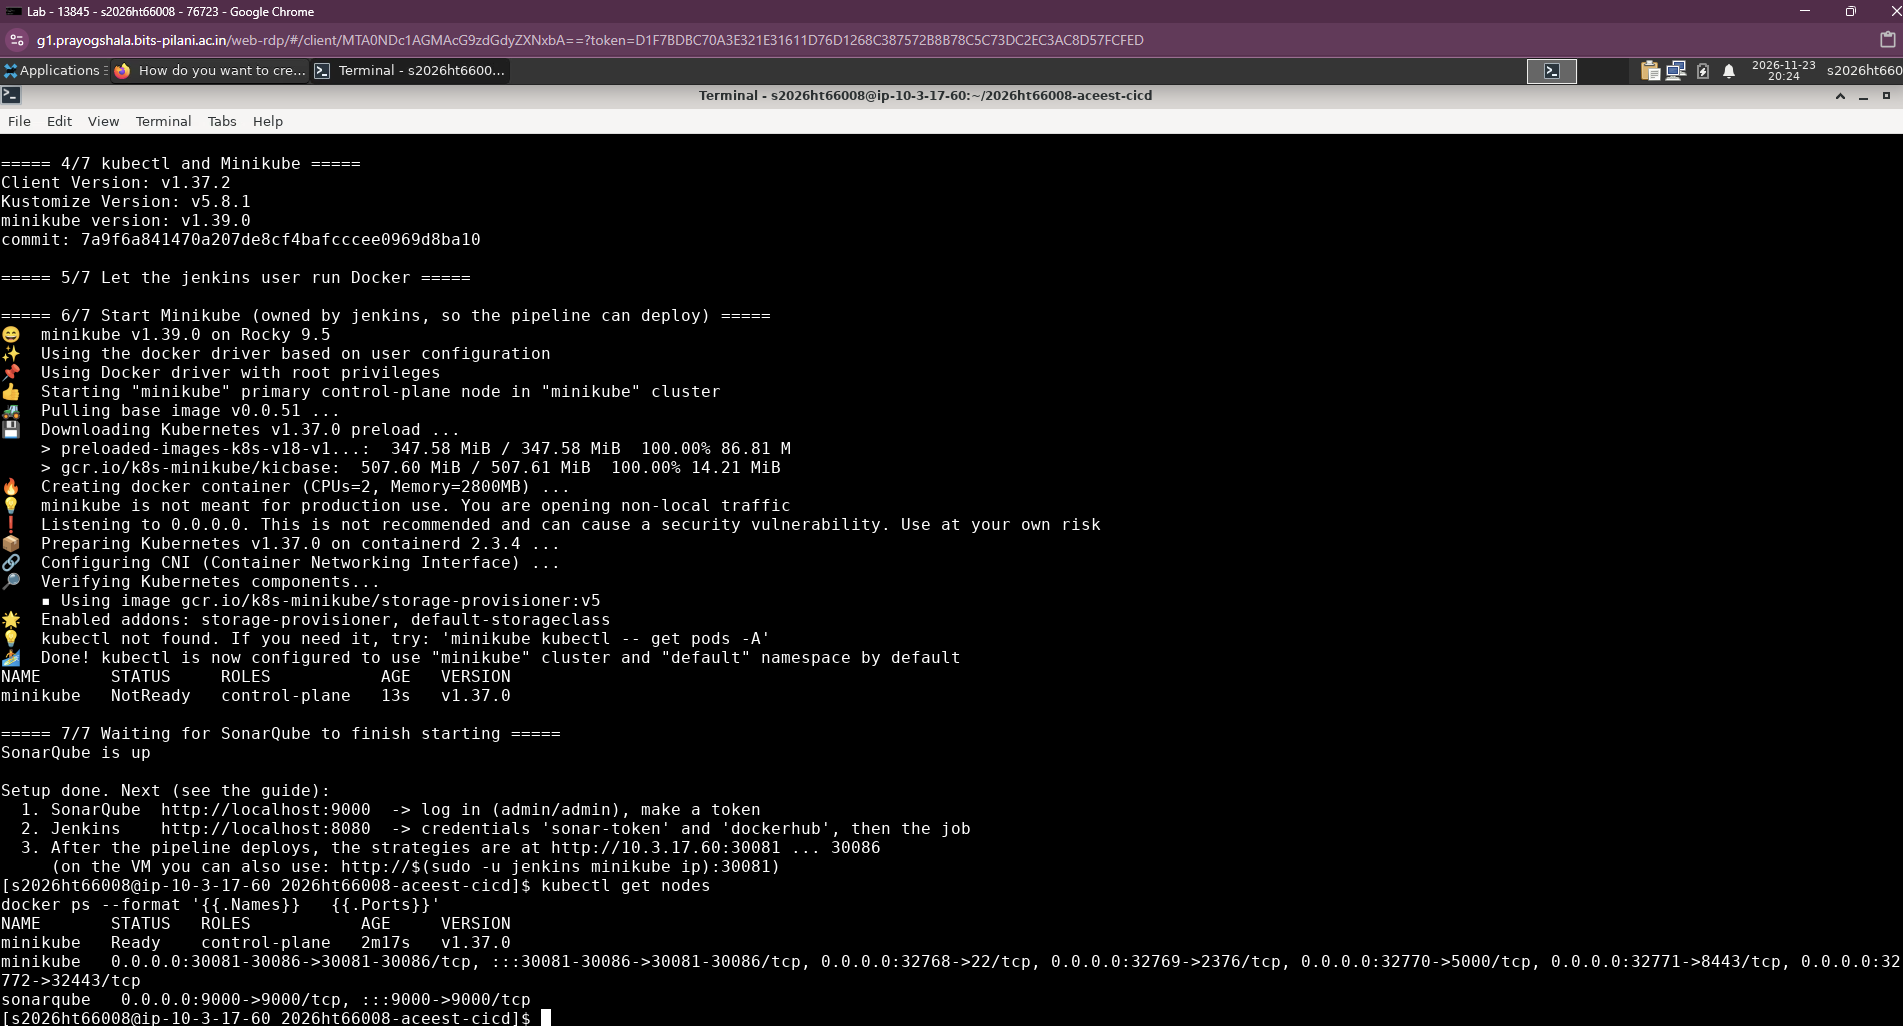 Lab - 13845 - s2026ht66008 - 76723 - Google Chrome
g1.prayogshala.bits-pilani.ac.in/web-rdp/#/client/MTA0NDc1AGMAcG9zdGdyZXNxbA==?token=D1F7BDBC70A3E321E31611D76D1268C387572B8B78C5C73DC2EC3AC8D57FCFED
Applications How do you want to cre... Terminal - s2026ht6600... 2026-11-23 20:24 s2026ht660
Terminal - s2026ht66008@ip-10-3-17-60:~/2026ht66008-aceest-cicd
File Edit View Terminal Tabs Help
===== 4/7 kubectl and Minikube =====
Client Version: v1.37.2
Kustomize Version: v5.8.1
minikube version: v1.39.0
commit: 7a9f6a841470a207de8cf4bafcccee0969d8ba10
===== 5/7 Let the jenkins user run Docker =====
===== 6/7 Start Minikube (owned by jenkins, so the pipeline can deploy) =====
minikube v1.39.0 on Rocky 9.5
Using the docker driver based on user configuration
Using Docker driver with root privileges
Starting "minikube" primary control-plane node in "minikube" cluster
Pulling base image v0.0.51 ...
Downloading Kubernetes v1.37.0 preload ...
> preloaded-images-k8s-v18-v1...:  347.58 MiB / 347.58 MiB  100.00% 86.81 M
> gcr.io/k8s-minikube/kicbase:  507.60 MiB / 507.61 MiB  100.00% 14.21 MiB
Creating docker container (CPUs=2, Memory=2800MB) ...
minikube is not meant for production use. You are opening non-local traffic
Listening to 0.0.0.0. This is not recommended and can cause a security vulnerability. Use at your own risk
Preparing Kubernetes v1.37.0 on containerd 2.3.4 ...
Configuring CNI (Container Networking Interface) ...
Verifying Kubernetes components...
▪ Using image gcr.io/k8s-minikube/storage-provisioner:v5
Enabled addons: storage-provisioner, default-storageclass
kubectl not found. If you need it, try: 'minikube kubectl -- get pods -A'
Done! kubectl is now configured to use "minikube" cluster and "default" namespace by default
NAME       STATUS     ROLES           AGE   VERSION
minikube   NotReady   control-plane   13s   v1.37.0
===== 7/7 Waiting for SonarQube to finish starting =====
SonarQube is up
Setup done. Next (see the guide):
1. SonarQube  http://localhost:9000  -> log in (admin/admin), make a token
2. Jenkins    http://localhost:8080  -> credentials 'sonar-token' and 'dockerhub', then the job
3. After the pipeline deploys, the strategies are at http://10.3.17.60:30081 ... 30086
(on the VM you can also use: http://$(sudo -u jenkins minikube ip):30081)
[s2026ht66008@ip-10-3-17-60 2026ht66008-aceest-cicd]$ kubectl get nodes
docker ps --format '{{.Names}}   {{.Ports}}'
NAME       STATUS   ROLES           AGE     VERSION
minikube   Ready    control-plane   2m17s   v1.37.0
minikube   0.0.0.0:30081-30086->30081-30086/tcp, :::30081-30086->30081-30086/tcp, 0.0.0.0:32768->22/tcp, 0.0.0.0:32769->2376/tcp, 0.0.0.0:32770->5000/tcp, 0.0.0.0:32771->8443/tcp, 0.0.0.0:32
772->32443/tcp
sonarqube   0.0.0.0:9000->9000/tcp, :::9000->9000/tcp
[s2026ht66008@ip-10-3-17-60 2026ht66008-aceest-cicd]$